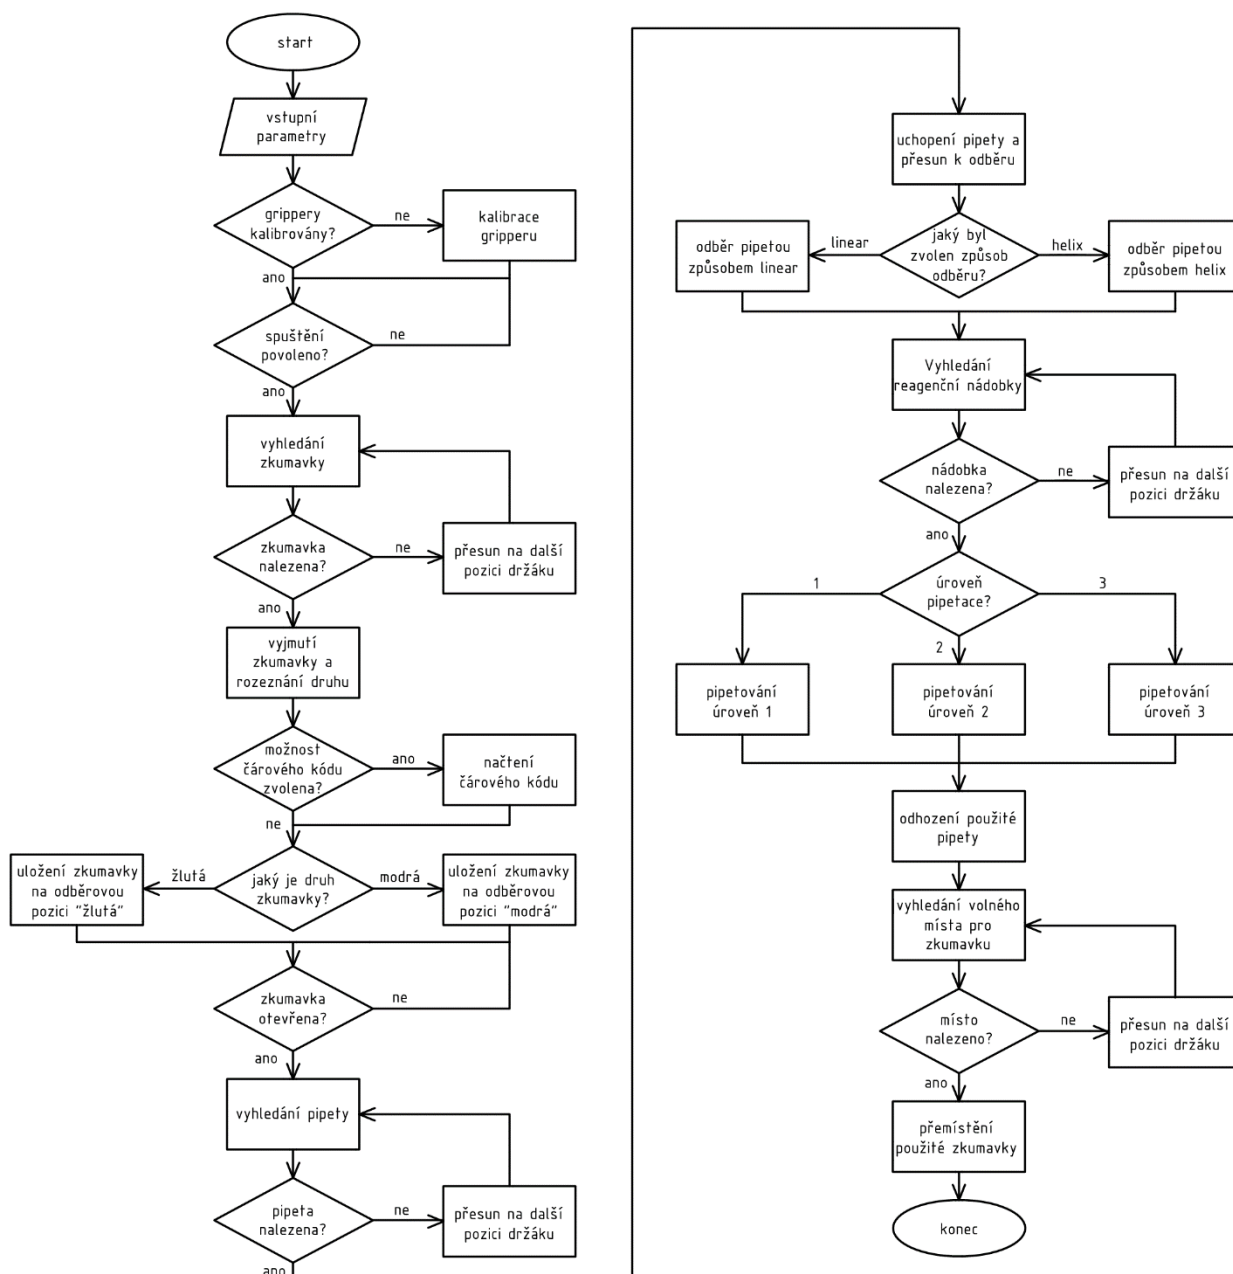 start
vstupní
parametry
grippery
kalibrovány?
ne
kalibrace
gripperu
ano
spuštění
povoleno?
ne
ano
vyhledání
zkumavky
zkumavka
nalezena?
ne
přesun na další
pozici držáku
ano
vyjmutí
zkumavky a
rozeznání druhu
možnost
čárového kódu
zvolena?
ano
načtení
čárového kódu
ne
uložení zkumavky
na odběrovou
pozici "žlutá"
žlutá
jaký je druh
zkumavky?
modrá
uložení zkumavky
na odběrovou
pozici "modrá"
zkumavka
otevřena?
ne
ano
vyhledání pipety
pipeta
nalezena?
ne
přesun na další
pozici držáku
ano
uchopení pipety a
přesun k odběru
odběr pipetou
způsobem linear
linear
jaký byl
zvolen způsob
odběru?
helix
odběr pipetou
způsobem helix
Vyhledání
reagenční nádobky
nádobka
nalezena?
ne
přesun na další
pozici držáku
ano
1
úroveň
pipetace?
3
2
pipetování
úroveň 1
pipetování
úroveň 2
pipetování
úroveň 3
odhození použité
pipety
vyhledání volného
místa pro
zkumavku
místo
nalezeno?
ne
přesun na další
pozici držáku
ano
přemístění
použité zkumavky
konec